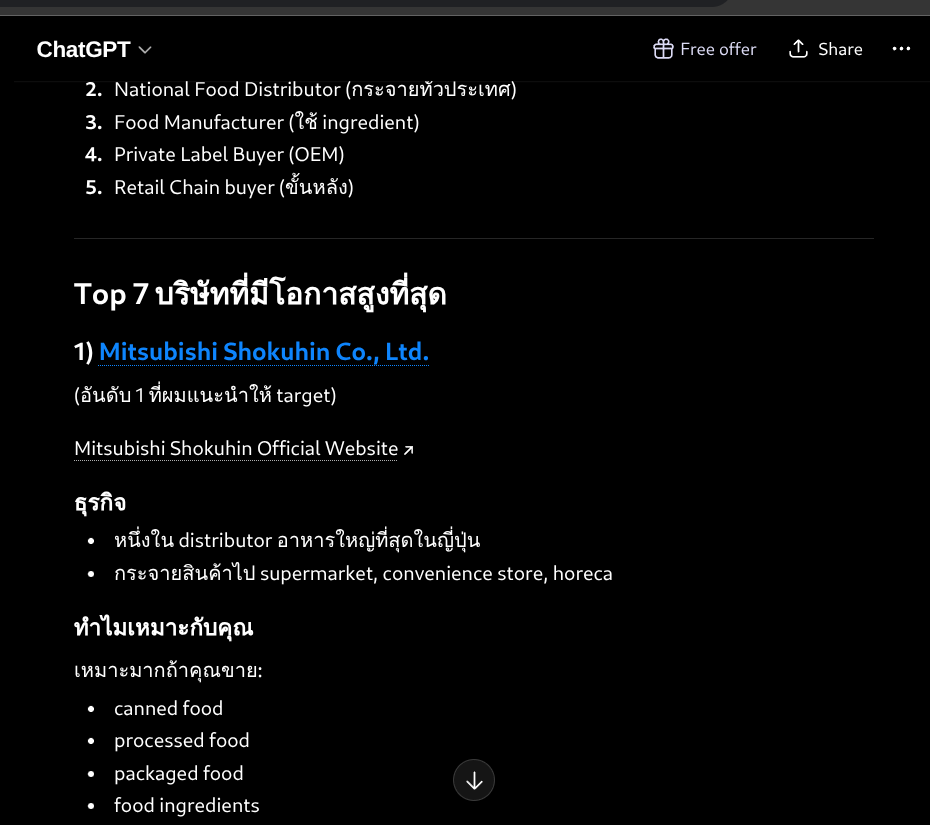 ChatGPT
Free offer
Share
2. National Food Distributor (กระจายทั่วประเทศ)
3. Food Manufacturer (ใช้ ingredient)
4. Private Label Buyer (OEM)
5. Retail Chain buyer (ขั้นหลัง)
Top 7 บริษัทที่มีโอกาสสูงที่สุด
1) Mitsubishi Shokuhin Co., Ltd.
(อันดับ 1 ที่ผมแนะนำให้ target)
Mitsubishi Shokuhin Official Website ↗
ธุรกิจ
• หนึ่งใน distributor อาหารใหญ่ที่สุดในญี่ปุ่น
• กระจายสินค้าไป supermarket, convenience store, horeca
ทำไมเหมาะกับคุณ
เหมาะมากถ้าคุณขาย:
• canned food
• processed food
• packaged food
• food ingredients